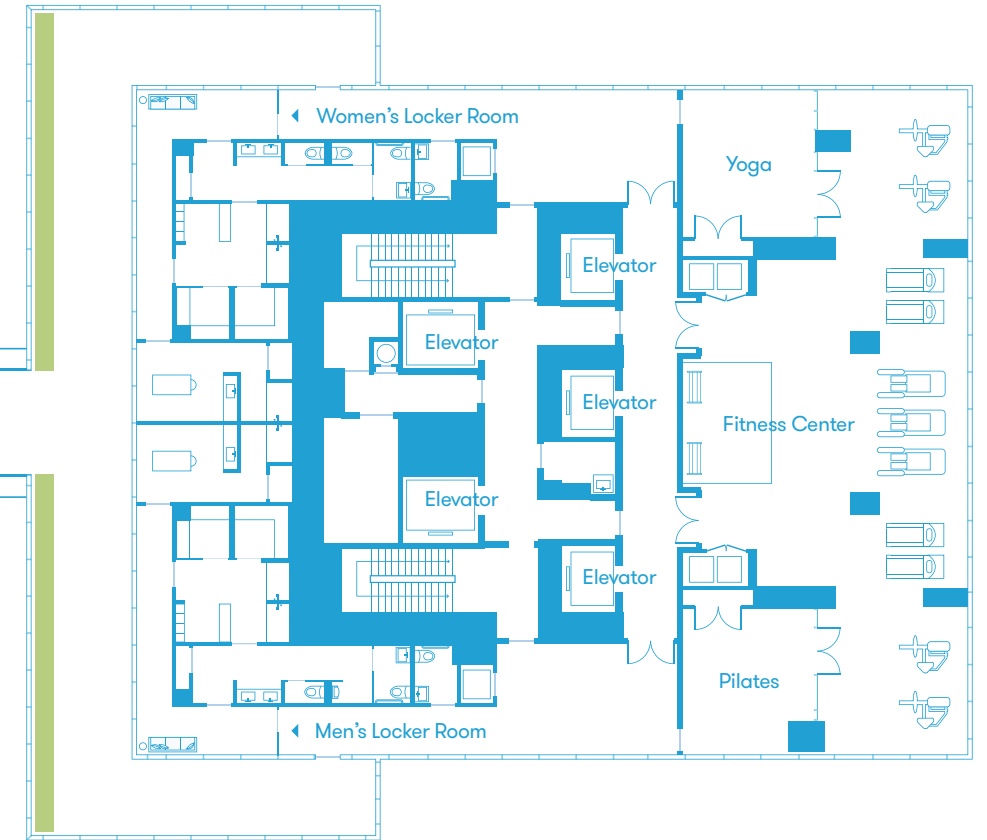 Women’s Locker Room
Yoga
Elevator
Elevator
Elevator
Fitness Center
Elevator
Elevator
Pilates
Men’s Locker Room